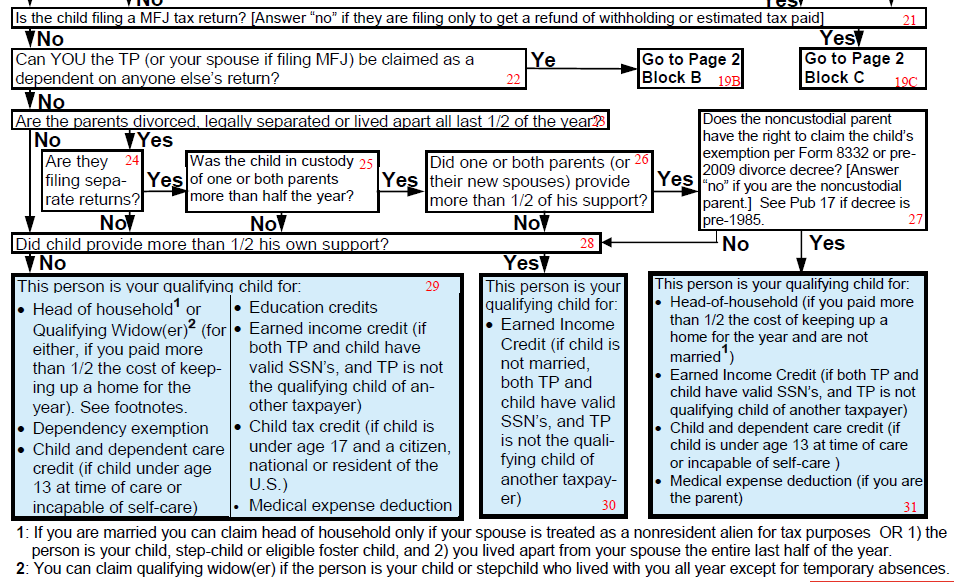 No
Yes
Is the child filing a MFJ tax return? [Answer “no” if they are filing only to get a refund of withholding or estimated tax paid] 21
No
Yes
Can YOU the TP (or your spouse if filing MFJ) be claimed as a
dependent on anyone else’s return? 22
Ye
Go to Page 2
Block B 19B
Go to Page 2
Block C 19C
No
Are the parents divorced, legally separated or lived apart all last 1/2 of the year? 23
No
Yes
Are they 24
filing sepa-
rate returns?
Yes
Was the child in custody 25
of one or both parents
more than half the year?
Yes
Did one or both parents (or 26
their new spouses) provide
more than 1/2 of his support?
Yes
Does the noncustodial parent
have the right to claim the child’s
exemption per Form 8332 or pre-
2009 divorce decree? [Answer
“no” if you are the noncustodial
parent.] See Pub 17 if decree is
pre-1985. 27
No
No
No
No
Yes
Did child provide more than 1/2 his own support? 28
No
Yes
This person is your qualifying child for: 29
• Head of household1 or
Qualifying Widow(er)2 (for
either, if you paid more
than 1/2 the cost of keep-
ing up a home for the
year). See footnotes.
• Dependency exemption
• Child and dependent care
credit (if child under age
13 at time of care or
incapable of self-care)
• Education credits
• Earned income credit (if
both TP and child have
valid SSN’s, and TP is not
the qualifying child of an-
other taxpayer)
• Child tax credit (if child is
under age 17 and a citizen,
national or resident of the
U.S.)
• Medical expense deduction
This person is your
qualifying child for:
• Earned Income
Credit (if child is
not married,
both TP and
child have valid
SSN’s, and TP
is not the quali-
fying child of
another taxpay-
er) 30
This person is your qualifying child for:
• Head-of-household (if you paid more
than 1/2 the cost of keeping up a
home for the year and are not
married1)
• Earned Income Credit (if both TP and
child have valid SSN’s, and TP is not
qualifying child of another taxpayer)
• Child and dependent care credit (if
child is under age 13 at time of care
or incapable of self-care )
• Medical expense deduction (if you are
the parent) 31
1: If you are married you can claim head of household only if your spouse is treated as a nonresident alien for tax purposes OR 1) the
person is your child, step-child or eligible foster child, and 2) you lived apart from your spouse the entire last half of the year.
2: You can claim qualifying widow(er) if the person is your child or stepchild who lived with you all year except for temporary absences.